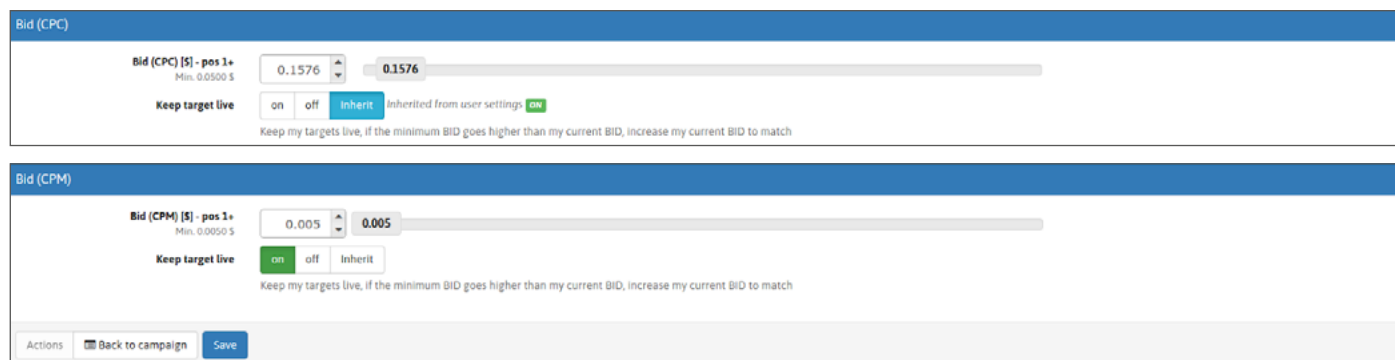 Bid (CPC)
Bid (CPC) [$] - pos 1+
Min. 0.0500 $
0.1576
0.1576
Keep target live
on off Inherit Inherited from user settings ON
Keep my targets live, if the minimum BID goes higher than my current BID, increase my current BID to match
Bid (CPM)
Bid (CPM) [$] - pos 1+
Min. 0.0050 $
0.005
0.005
Keep target live
on off Inherit
Keep my targets live, if the minimum BID goes higher than my current BID, increase my current BID to match
Actions Back to campaign Save